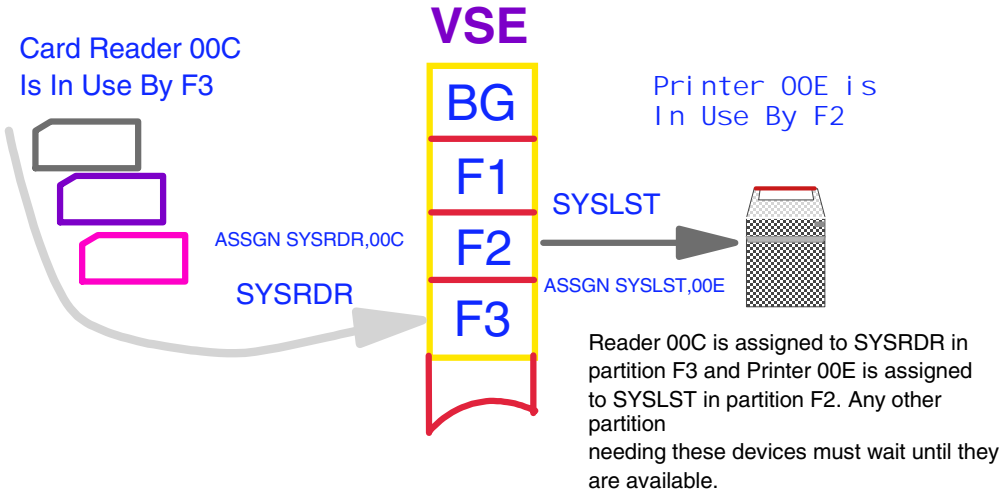 VSE
Card Reader 00C
Is In Use By F3
Printer 00E is
In Use By F2
BG
F1
F2
F3
ASSGN SYSRDR,00C
SYSRDR
SYSLST
ASSGN SYSLST,00E
Reader 00C is assigned to SYSRDR in
partition F3 and Printer 00E is assigned
to SYSLST in partition F2. Any other
partition
needing these devices must wait until they
are available.